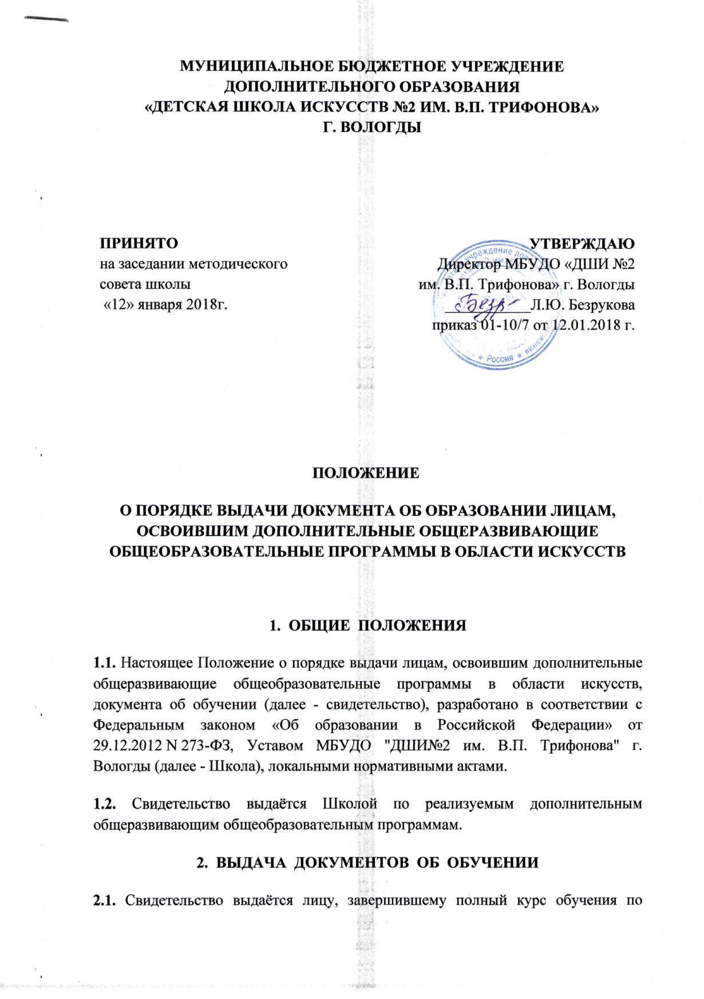 МУНИЦИПАЛЬНОЕ БЮДЖЕТНОЕ УЧРЕЖДЕНИЕ
ДОПОЛНИТЕЛЬНОГО ОБРАЗОВАНИЯ
«ДЕТСКАЯ ШКОЛА ИСКУССТВ №2 ИМ. В.П. ТРИФОНОВА»
Г. ВОЛОГДЫ
ПРИНЯТО
на заседании методического
совета школы
«12» января 2018г.
УТВЕРЖДАЮ
Директор МБУДО «ДШИ №2
им. В.П. Трифонова» г. Вологды
Безр Л.Ю. Безрукова
приказ 01-10/7 от 12.01.2018 г.
учреждение
* Россия *
ПОЛОЖЕНИЕ
О ПОРЯДКЕ ВЫДАЧИ ДОКУМЕНТА ОБ ОБРАЗОВАНИИ ЛИЦАМ,
ОСВОИВШИМ ДОПОЛНИТЕЛЬНЫЕ ОБЩЕРАЗВИВАЮЩИЕ
ОБЩЕОБРАЗОВАТЕЛЬНЫЕ ПРОГРАММЫ В ОБЛАСТИ ИСКУССТВ
1. ОБЩИЕ ПОЛОЖЕНИЯ
1.1. Настоящее Положение о порядке выдачи лицам, освоившим дополнительные
общеразвивающие общеобразовательные программы в области искусств,
документа об обучении (далее - свидетельство), разработано в соответствии с
Федеральным законом «Об образовании в Российской Федерации» от
29.12.2012 N 273-ФЗ, Уставом МБУДО "ДШИ№2 им. В.П. Трифонова" г.
Вологды (далее - Школа), локальными нормативными актами.
1.2. Свидетельство выдаётся Школой по реализуемым дополнительным
общеразвивающим общеобразовательным программам.
2. ВЫДАЧА ДОКУМЕНТОВ ОБ ОБУЧЕНИИ
2.1. Свидетельство выдаётся лицу, завершившему полный курс обучения по